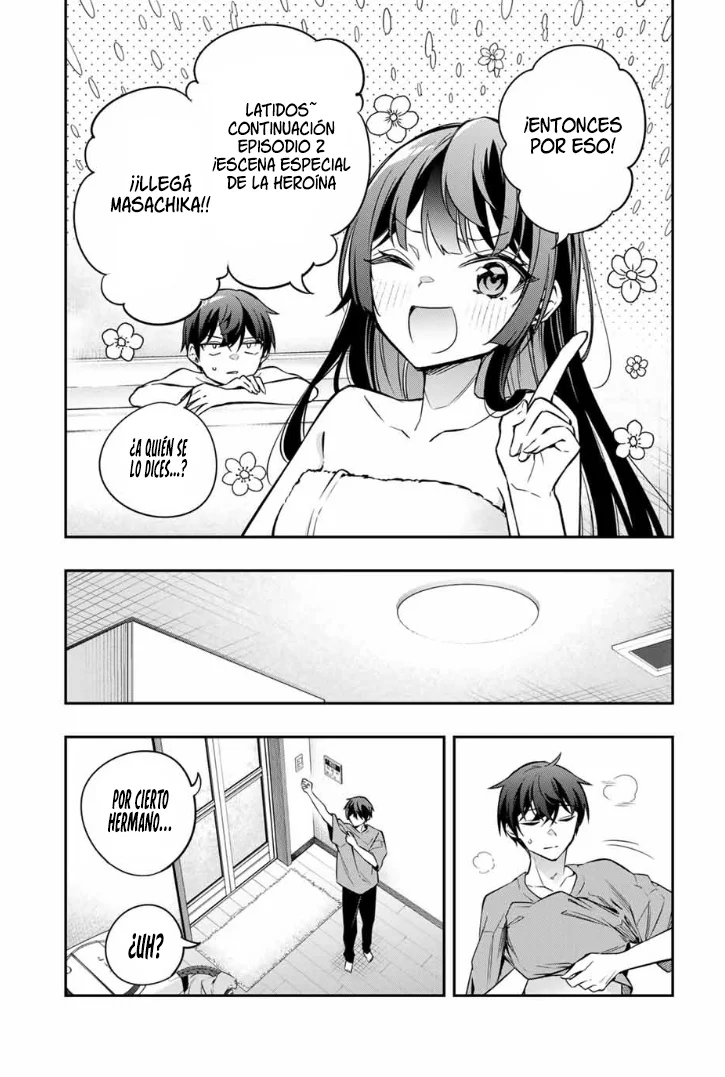 ¡ENTONCES
POR ESO!
LATIDOS~
CONTINUACIÓN
EPISODIO 2
¡ESCENA ESPECIAL
DE LA HEROÍNA
¡¡LLEGÁ
MASACHIKA!!
¿A QUIÉN SE
LO DICES...?
POR CIERTO
HERMANO...
¿UH?